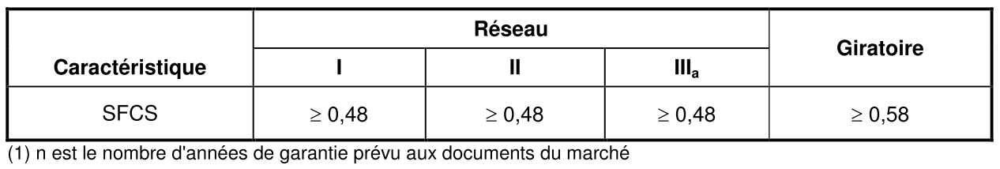 Réseau
Giratoire
Caractéristique
I
II
IIIa
SFCS
≥ 0,48
≥ 0,48
≥ 0,48
≥ 0,58
(1) n est le nombre d'années de garantie prévu aux documents du marché